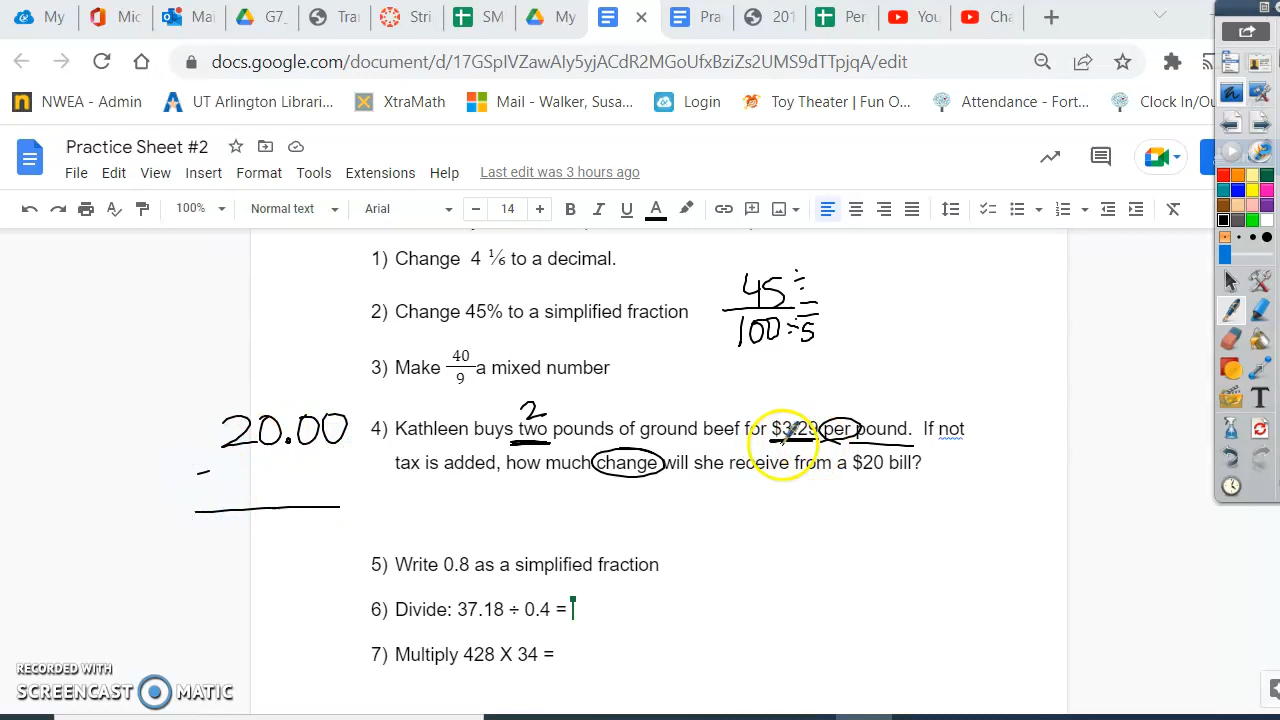 My
Mic
Mai
G7
Tra
Stri
SM
My
Pra
201
Per
You
Cha
docs.google.com/document/d/17GSpIVZawAIy5yjACdR2MGoUfxBziZs2UMS9dTTpjqA/edit
NWEA - Admin
UT Arlington Librari...
XtraMath
Math - Walker, Susa...
Login
Toy Theater | Fun O...
Attendance - Fort...
Clock In/Ou
Practice Sheet #2
File Edit View Insert Format Tools Extensions Help Last edit was 3 hours ago
100% Normal text Arial 14 B I U A
1) Change 4 ⅙ to a decimal.
2) Change 45% to a simplified fraction
45 ÷
100 ÷ 5
=
3) Make 40/9 a mixed number
2
20.00
-
4) Kathleen buys two pounds of ground beef for $3.29 per pound. If not
tax is added, how much change will she receive from a $20 bill?
5) Write 0.8 as a simplified fraction
6) Divide: 37.18 ÷ 0.4 =
7) Multiply 428 X 34 =
RECORDED WITH
SCREENCAST MATIC